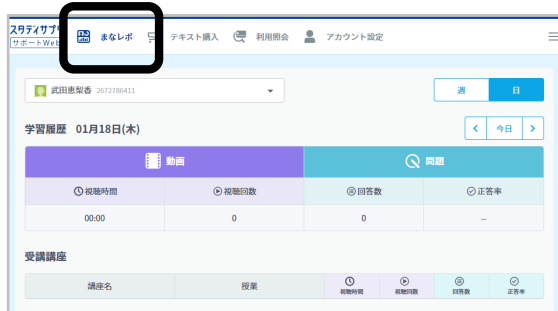 スタディサプリ まなレポ テキスト購入 利用照会 アカウント設定
サポートWeb
武田恵梨香 2672786411 週 日
学習履歴 01月18日(木) 今日
動画 問題
視聴時間 視聴回数 回答数 正答率
00:00 0 0 --
受講講座
講座名 授業 視聴時間 視聴回数 回答数 正答率